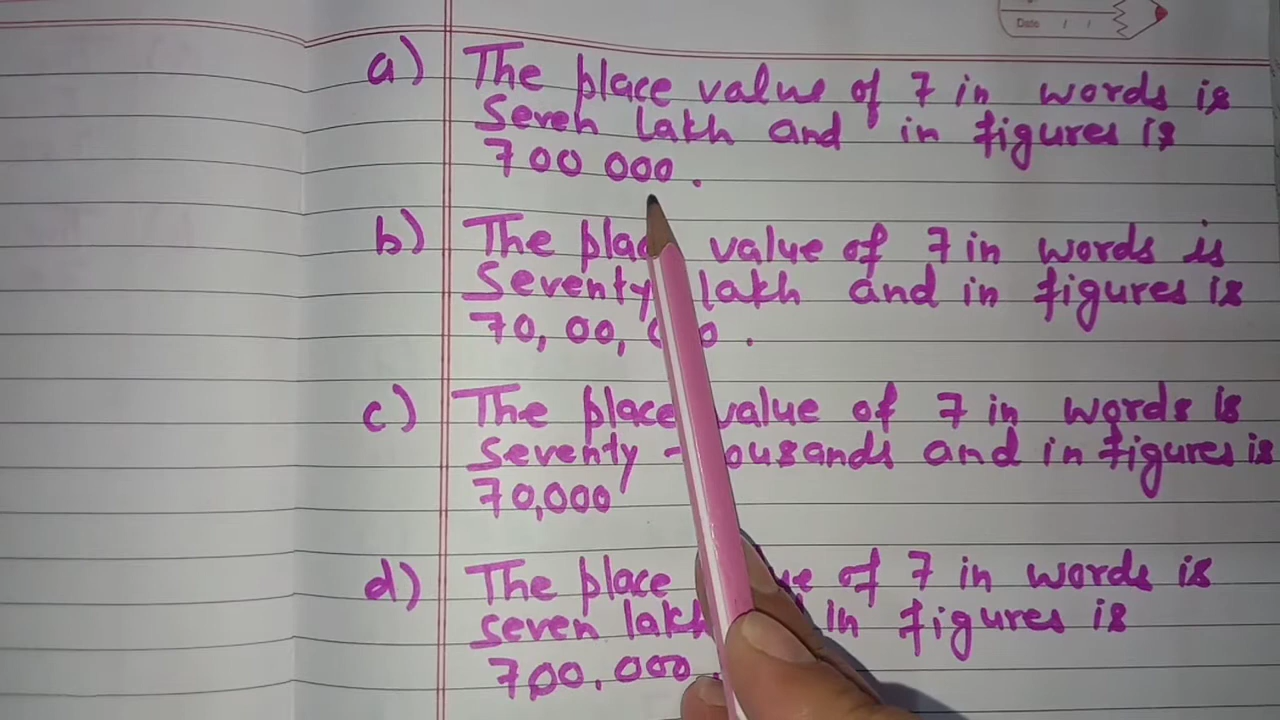 Date / /
a) The place value of 7 in words is
seven lakh and in figures is
700 000.
b) The value of 7 in words is
Seventy lakh and in figures is
70,00,
c) The place value of 7 in words is
seventy - and in figures is
70,000
d) The place of 7 in words is
seven lakh in figures is
700,000.